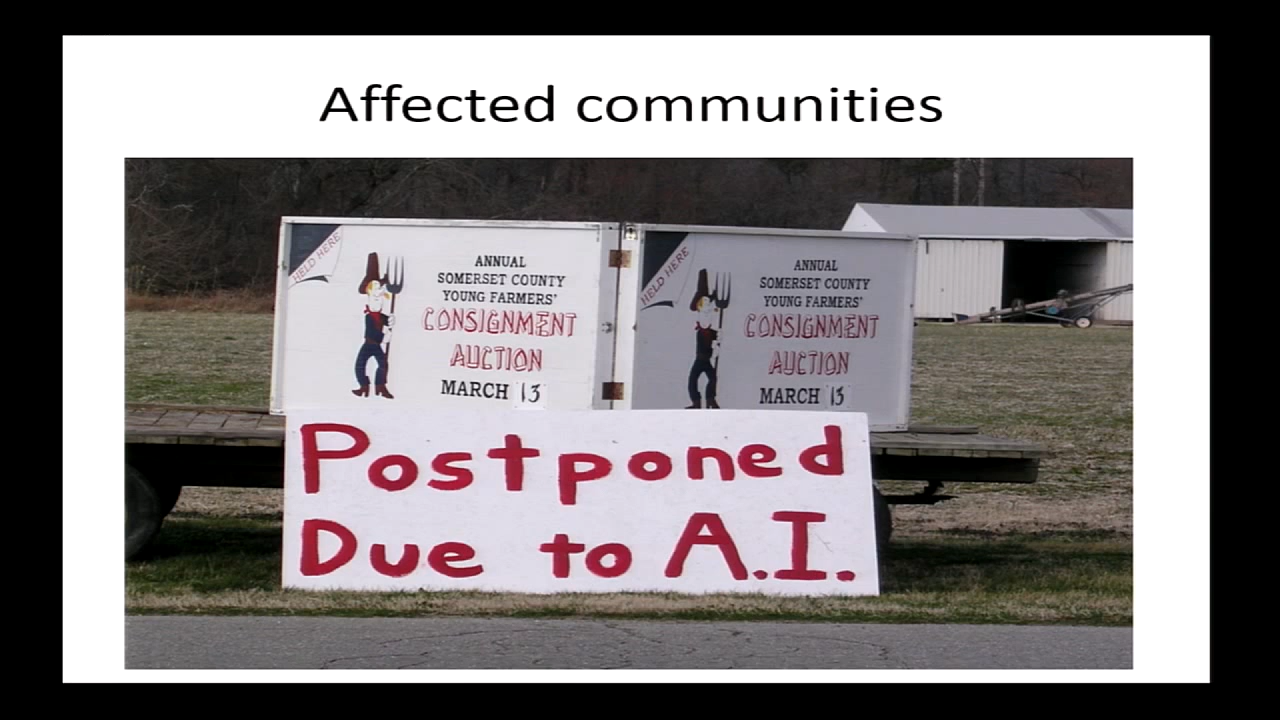 Affected communities
HELD HERE
ANNUAL
SOMERSET COUNTY
YOUNG FARMERS'
CONSIGNMENT
AUCTION
MARCH 13
HELD HERE
ANNUAL
SOMERSET COUNTY
YOUNG FARMERS'
CONSIGNMENT
AUCTION
MARCH 13
Postponed
Due to A.I.